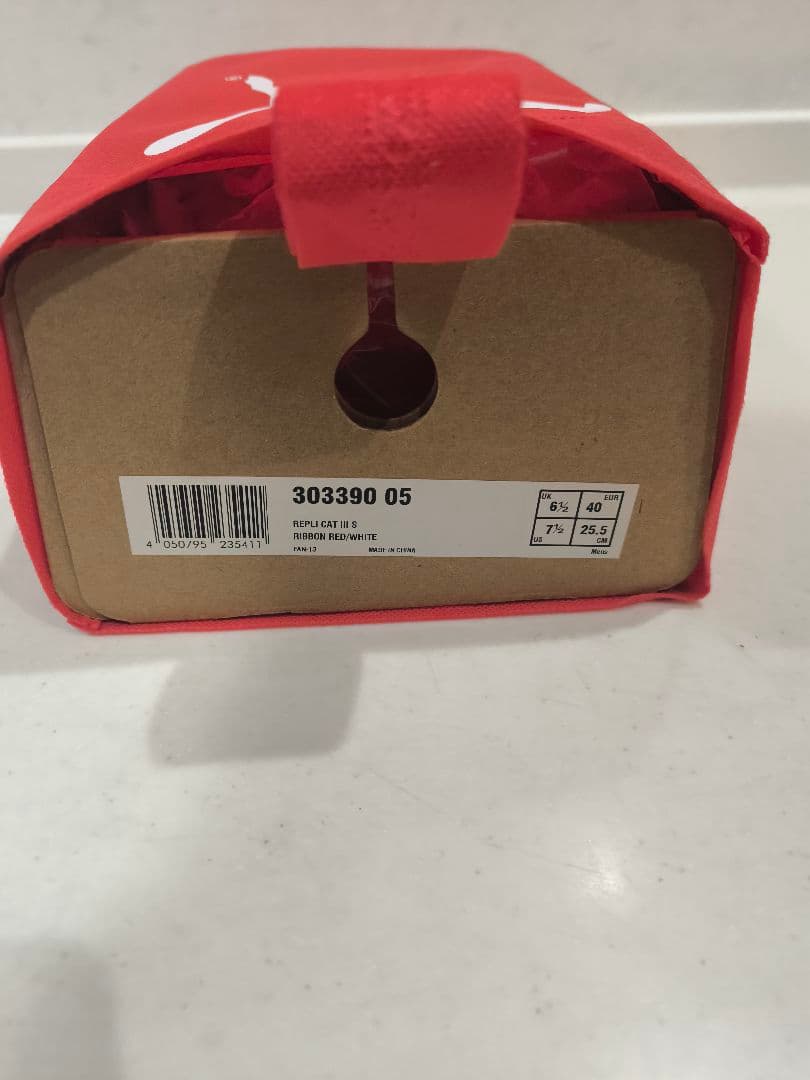 ®
303390 05
REPLI CAT III S
RIBBON RED/WHITE
MADE IN CHINA
4 050795 235411
UK 6½ 40 EUR
US 7½ 25.5 CM
Mens